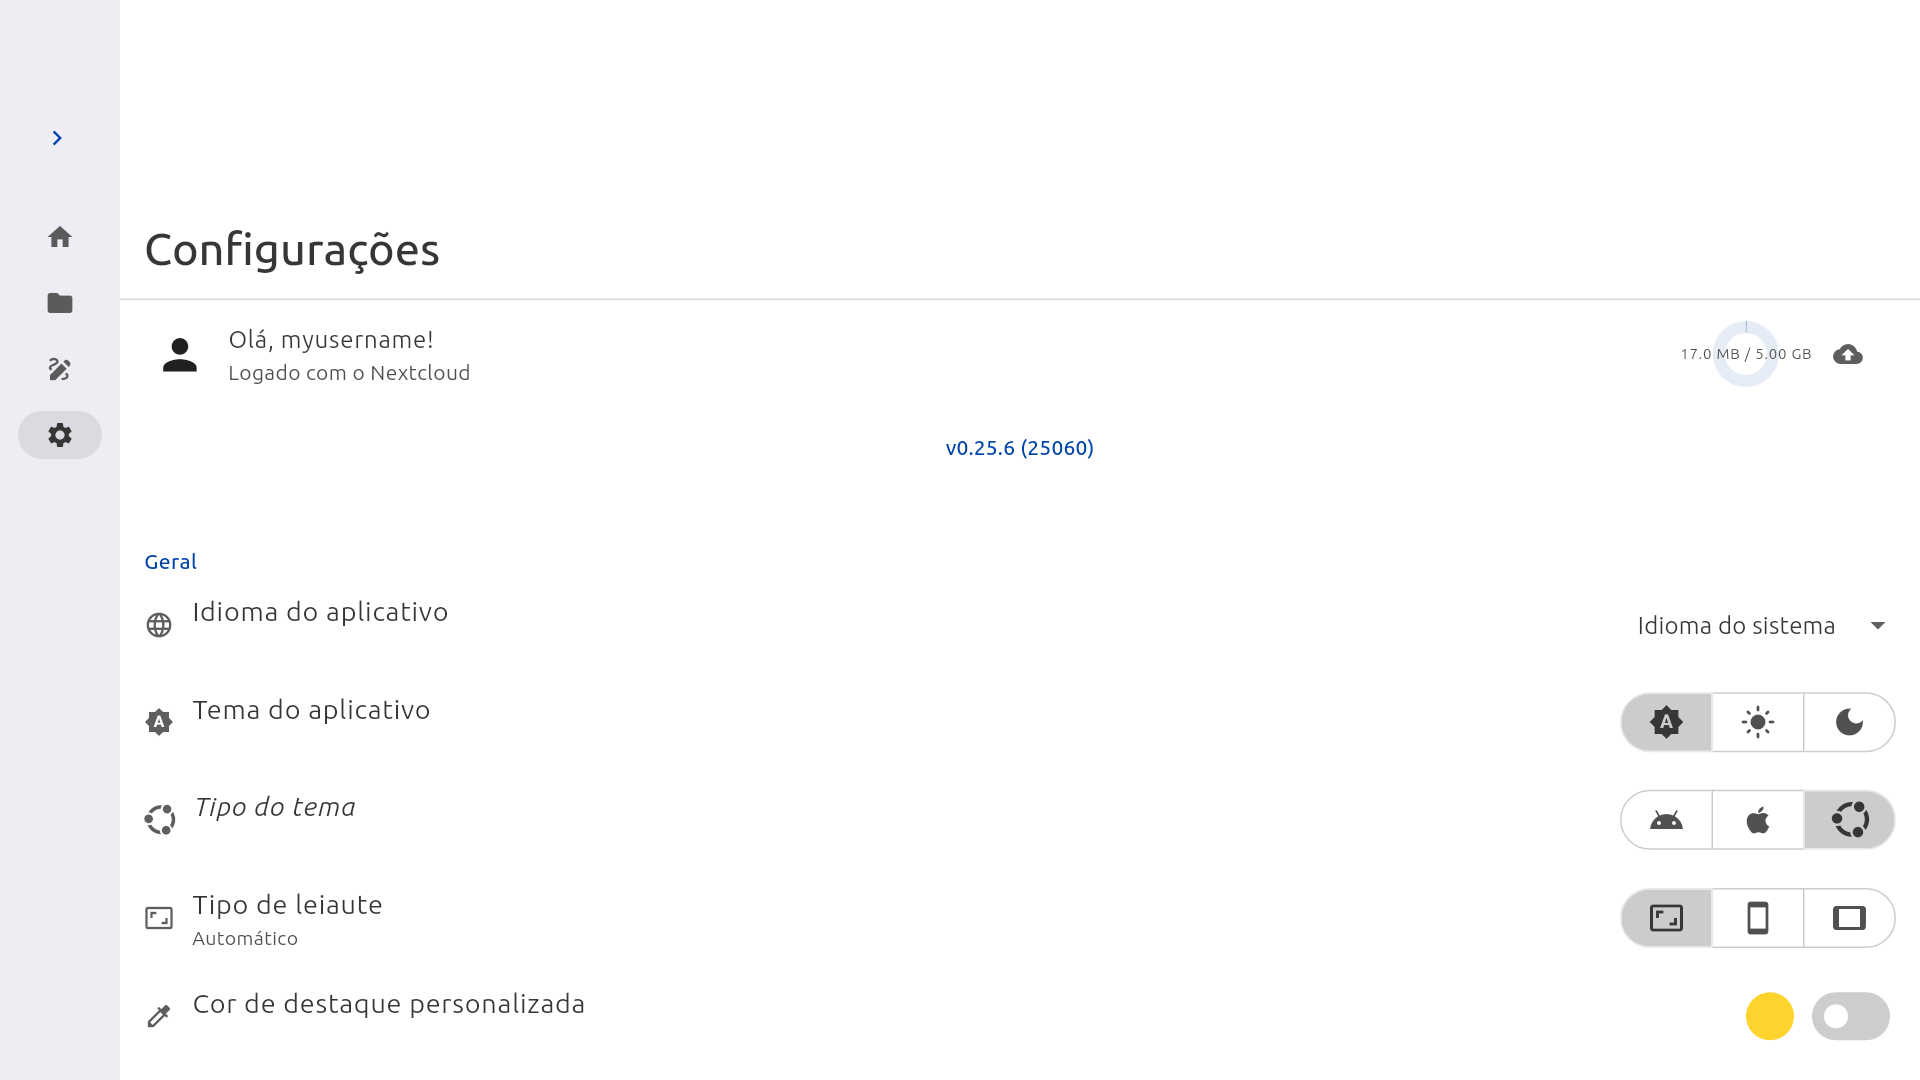 Configurações
Olá, myusername!
Logado com o Nextcloud
17.0 MB / 5.00 GB
v0.25.6 (25060)
Geral
Idioma do aplicativo
Idioma do sistema
Tema do aplicativo
Tipo do tema
Tipo de leiaute
Automático
Cor de destaque personalizada